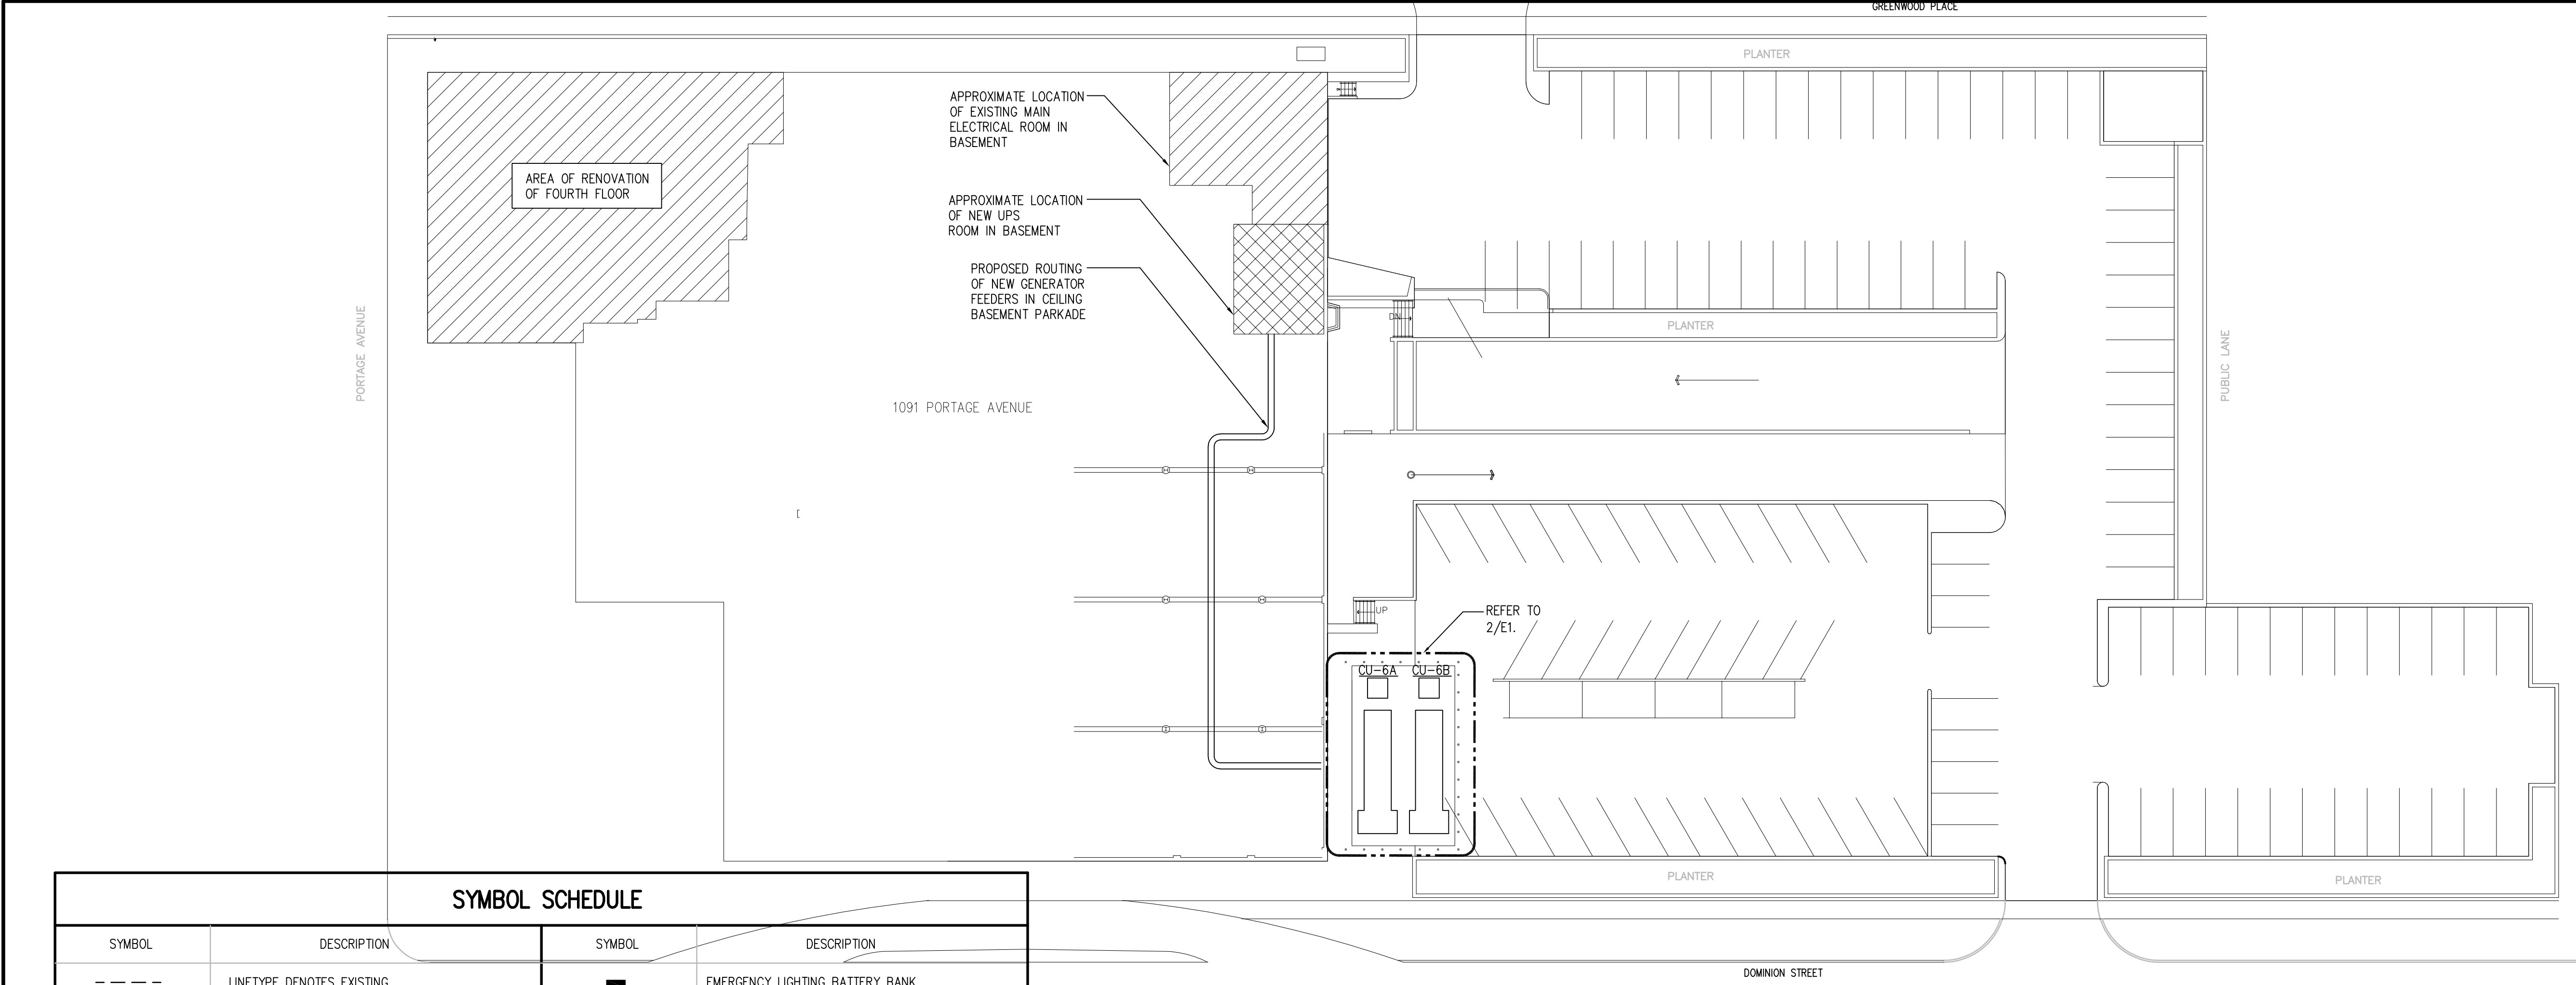 GREENWOOD PLACE
PLANTER
APPROXIMATE LOCATION
OF EXISTING MAIN
ELECTRICAL ROOM IN
BASEMENT
AREA OF RENOVATION
OF FOURTH FLOOR
APPROXIMATE LOCATION
OF NEW UPS
ROOM IN BASEMENT
PROPOSED ROUTING
OF NEW GENERATOR
FEEDERS IN CEILING
BASEMENT PARKADE
DN
PLANTER
PORTAGE AVENUE
PUBLIC LANE
1091 PORTAGE AVENUE
UP
REFER TO
2/E1.
CU-6A
CU-6B
PLANTER
PLANTER
SYMBOL SCHEDULE
SYMBOL
DESCRIPTION
SYMBOL
DESCRIPTION
LINETYPE DENOTES EXISTING
EMERGENCY LIGHTING BATTERY BANK
DOMINION STREET